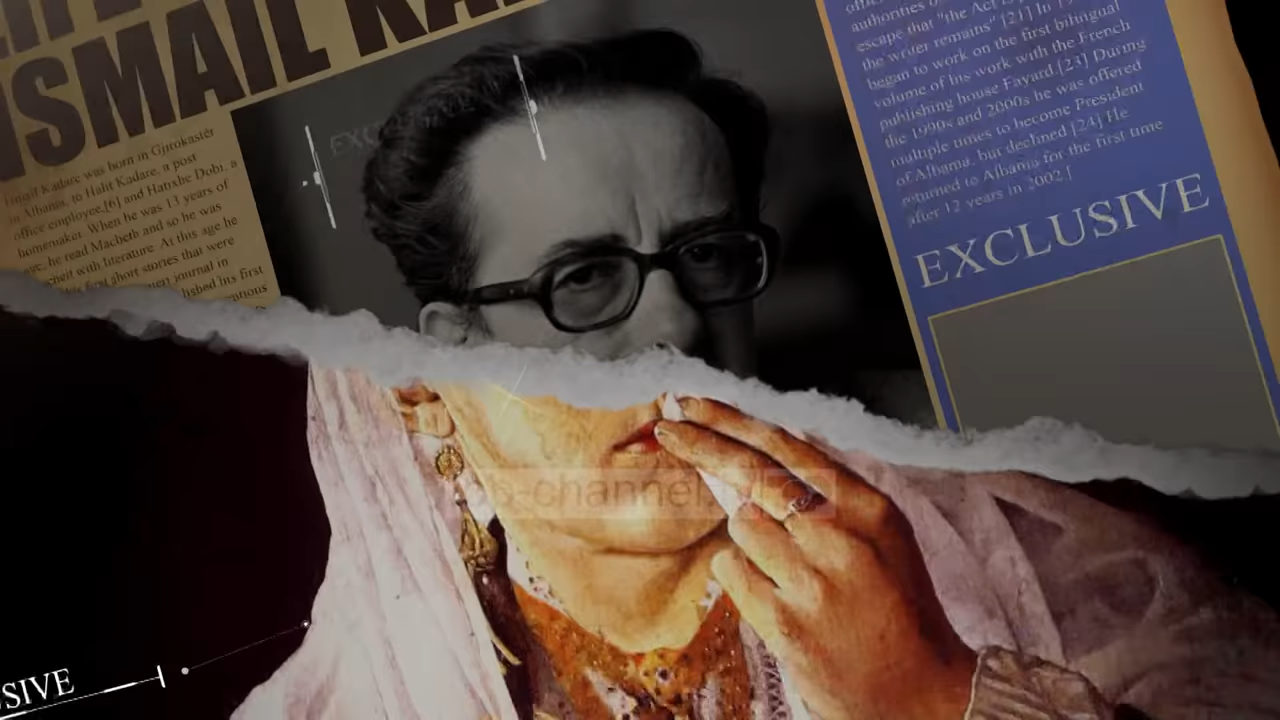 ISMAIL KA
Ismail Kadare was born in Gjirokastër
in Albania, to Halit Kadare, a post
office employee,[6] and Hatixhe Dobi, a
homemaker. When he was 13 years of
age, he read Macbeth and so he was
with literature. At this age he
first short stories that were
journal in
lished his first
authorities
escape that "the Act
the writer remains" [21] In
began to work on the first bilingual
volume of his work with the French
publishing house Fayard.[23] During
the 1990s and 2000s he was offered
multiple times to become President
of Albania, but declined.[24] He
returned to Albania for the first time
after 12 years in 2002.[
EXCLUSIVE
channel
SIVE